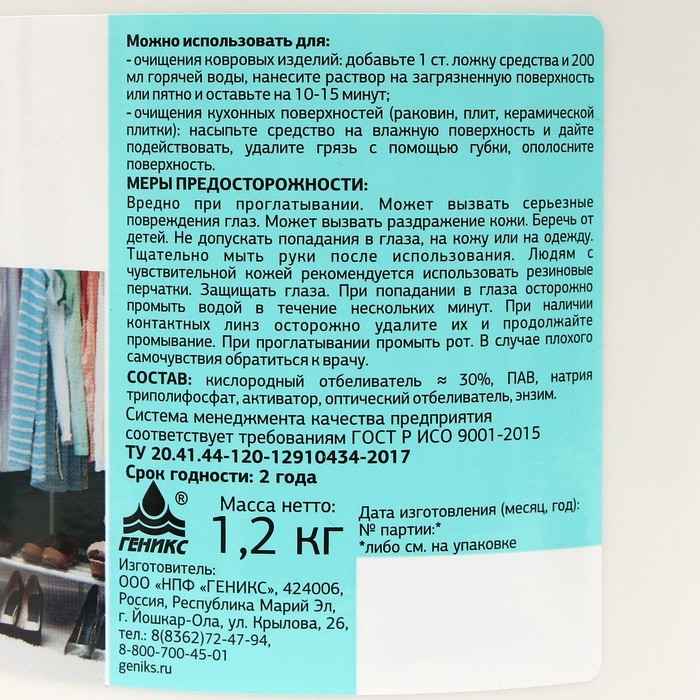 Можно использовать для:
- очищения ковровых изделий: добавьте 1 ст. ложку средства и 200
мл горячей воды, нанесите раствор на загрязненную поверхность
или пятно и оставьте на 10-15 минут;
- очищения кухонных поверхностей (раковин, плит, керамической
плитки): насыпьте средство на влажную поверхность и дайте
подействовать, удалите грязь с помощью губки, ополосните
поверхность.
МЕРЫ ПРЕДОСТОРОЖНОСТИ:
Вредно при проглатывании. Может вызвать серьезные
повреждения глаз. Может вызвать раздражение кожи. Беречь от
детей. Не допускать попадания в глаза, на кожу или на одежду.
Тщательно мыть руки после использования. Людям с
чувствительной кожей рекомендуется использовать резиновые
перчатки. Защищать глаза. При попадании в глаза осторожно
промыть водой в течение нескольких минут. При наличии
контактных линз осторожно удалите их и продолжайте
промывание. При проглатывании промыть рот. В случае плохого
самочувствия обратиться к врачу.
СОСТАВ: кислородный отбеливатель ≈ 30%, ПАВ, натрия
триполифосфат, активатор, оптический отбеливатель, энзим.
Система менеджмента качества предприятия
соответствует требованиям ГОСТ Р ИСО 9001-2015
ТУ 20.41.44-120-12910434-2017
Срок годности: 2 года
®
ГЕНИКС
Масса нетто:
1,2 кг
Дата изготовления (месяц, год):
№ партии:*
*либо см. на упаковке
Изготовитель:
ООО «НПФ «ГЕНИКС», 424006,
Россия, Республика Марий Эл,
г. Йошкар-Ола, ул. Крылова, 26,
тел.: 8(8362)72-47-94,
8-800-700-45-01
geniks.ru